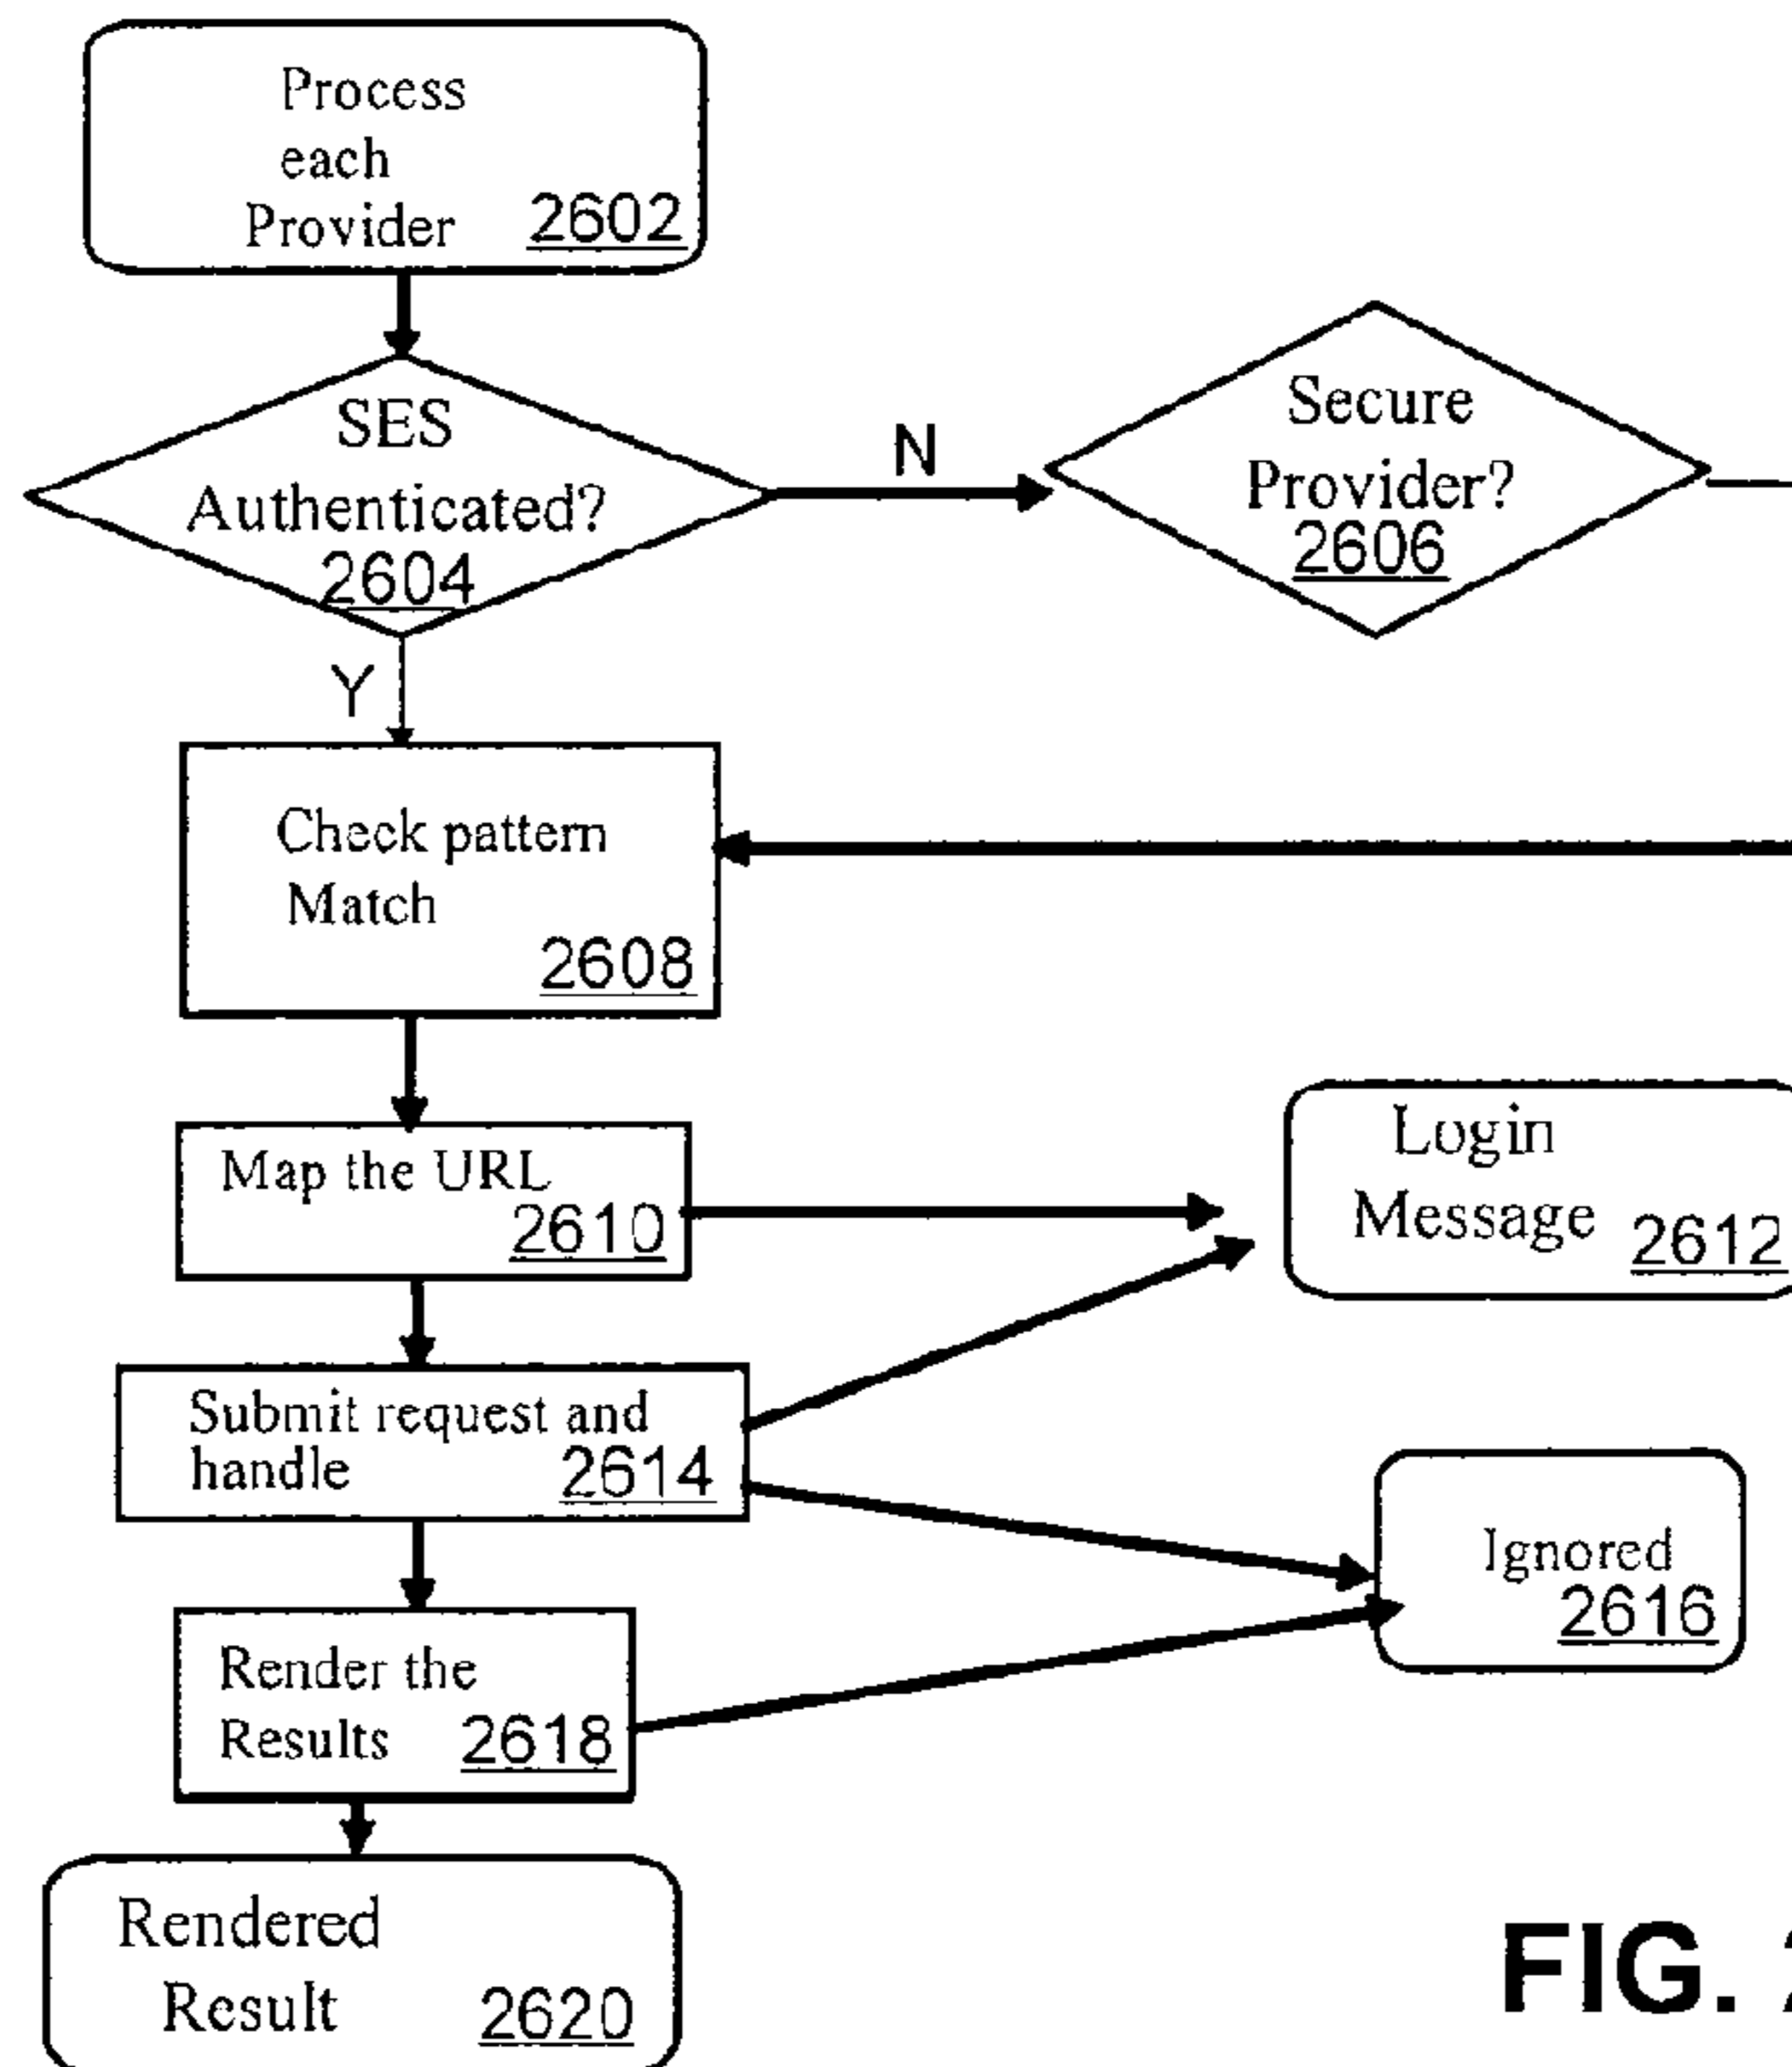 Process
each
Provider 2602
SES
Authenticated?
2604
N
Secure
Provider?
2606
Y
Check pattern
Match
2608
Map the URL
2610
Login
Message 2612
Submit request and
handle 2614
Ignored
2616
Render the
Results 2618
Rendered
Result 2620
FIG.